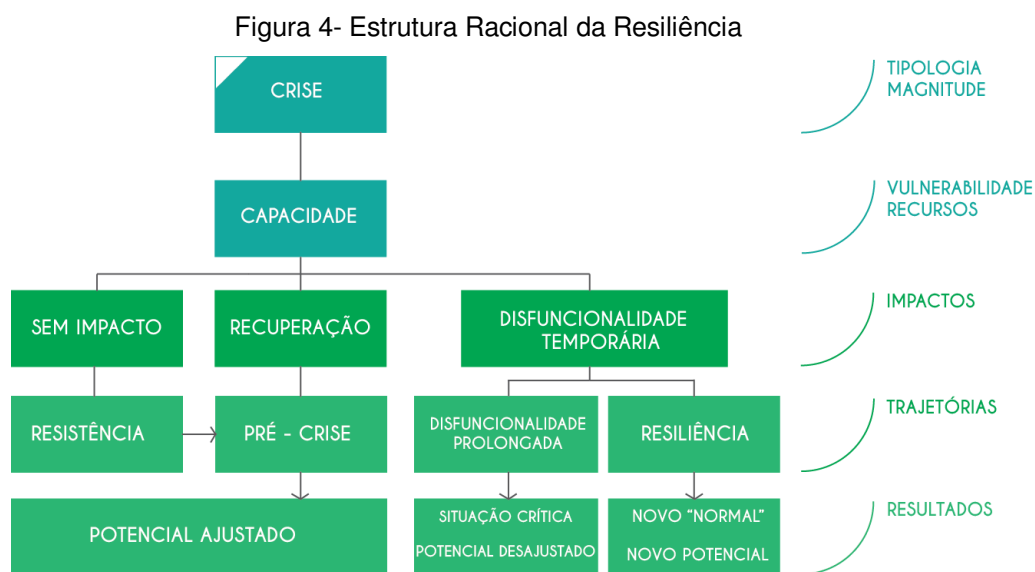 Figura 4- Estrutura Racional da Resiliência
CRISE
TIPOLOGIA
MAGNITUDE
CAPACIDADE
VULNERABILIDADE
RECURSOS
SEM IMPACTO
RECUPERAÇÃO
DISFUNCIONALIDADE
TEMPORÁRIA
IMPACTOS
RESISTÊNCIA
PRÉ - CRISE
DISFUNCIONALIDADE
PROLONGADA
RESILIÊNCIA
TRAJETÓRIAS
POTENCIAL AJUSTADO
SITUAÇÃO CRÍTICA
POTENCIAL DESAJUSTADO
NOVO “NORMAL”
NOVO POTENCIAL
RESULTADOS